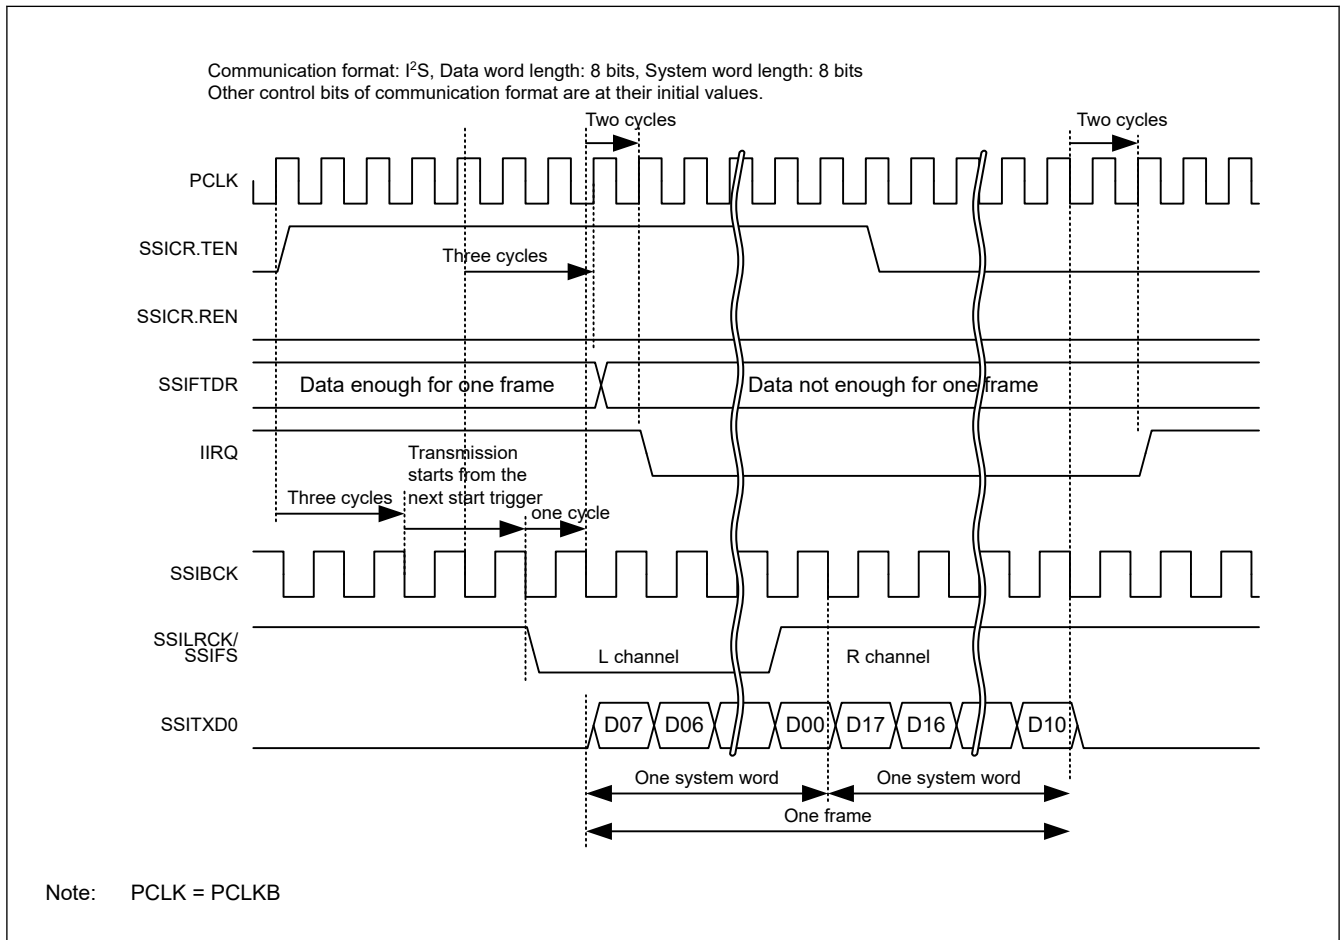 Communication format: I²S, Data word length: 8 bits, System word length: 8 bits
Other control bits of communication format are at their initial values.
Two cycles
Two cycles
PCLK
SSICR.TEN
Three cycles
SSICR.REN
SSIFTDR
Data enough for one frame
Data not enough for one frame
IIRQ
Transmission
starts from the
next start trigger
Three cycles
one cycle
SSIBCK
SSILRCK/
SSIFS
L channel
R channel
SSITXD0
D07
D06
D00
D17
D16
D10
One system word
One system word
One frame
Note: PCLK = PCLKB